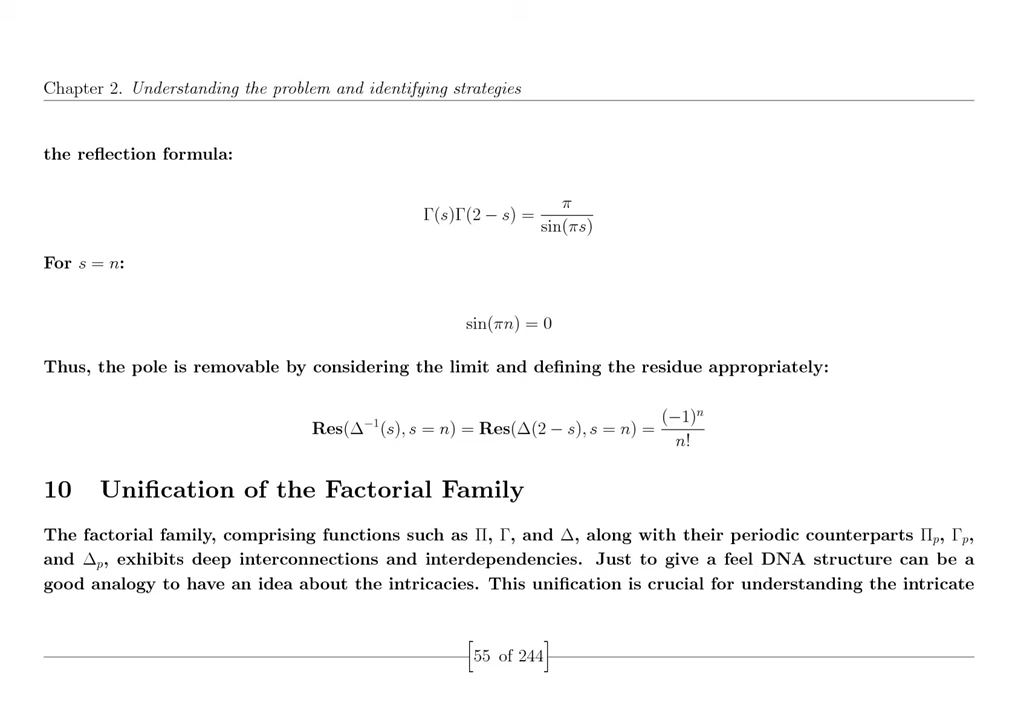 Chapter 2. Understanding the problem and identifying strategies
the reflection formula:
Γ(s)Γ(2 − s) = π / sin(πs)
For s = n:
sin(πn) = 0
Thus, the pole is removable by considering the limit and defining the residue appropriately:
Res(Δ⁻¹(s), s = n) = Res(Δ(2 − s), s = n) = (−1)ⁿ / n!
10 Unification of the Factorial Family
The factorial family, comprising functions such as Π, Γ, and Δ, along with their periodic counterparts Πₚ, Γₚ,
and Δₚ, exhibits deep interconnections and interdependencies. Just to give a feel DNA structure can be a
good analogy to have an idea about the intricacies. This unification is crucial for understanding the intricate
[55 of 244]